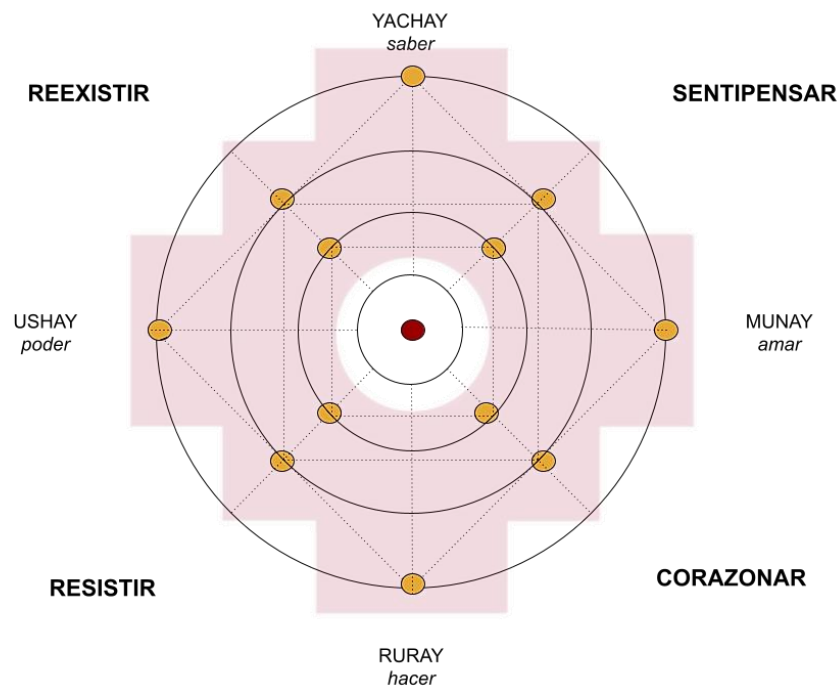 YACHAY
saber
REEXISTIR
SENTIPENSAR
USHAY
poder
MUNAY
amar
RESISTIR
CORAZONAR
RURAY
hacer